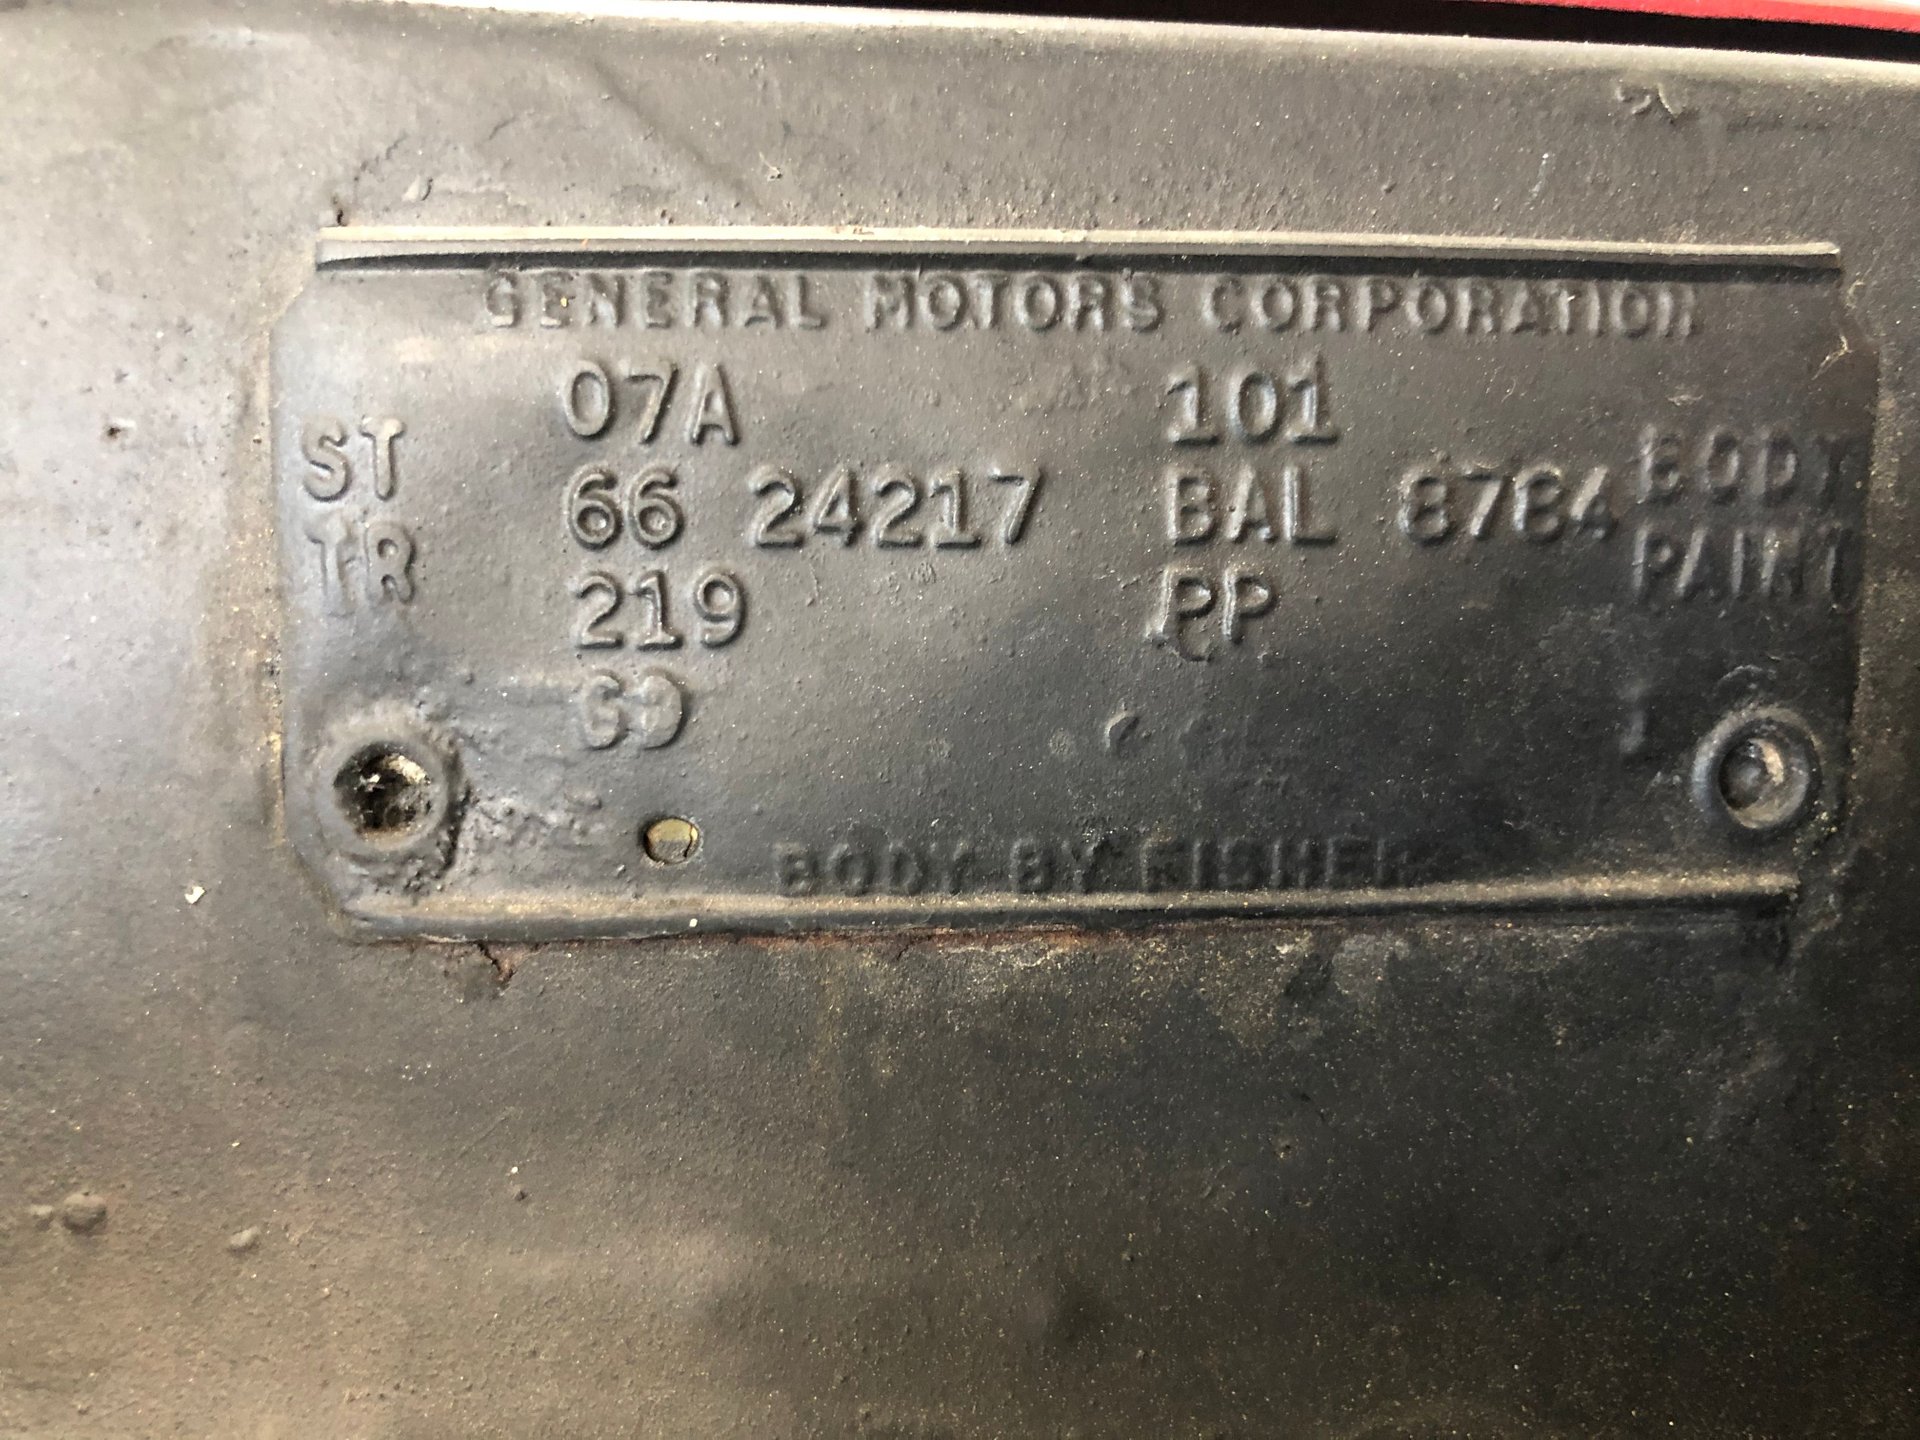 GENERAL MOTORS CORPORATION
07A 101
ST 66 24217 BAL 8784 BODY
TR 219 PP PAINT
BODY BY FISHER